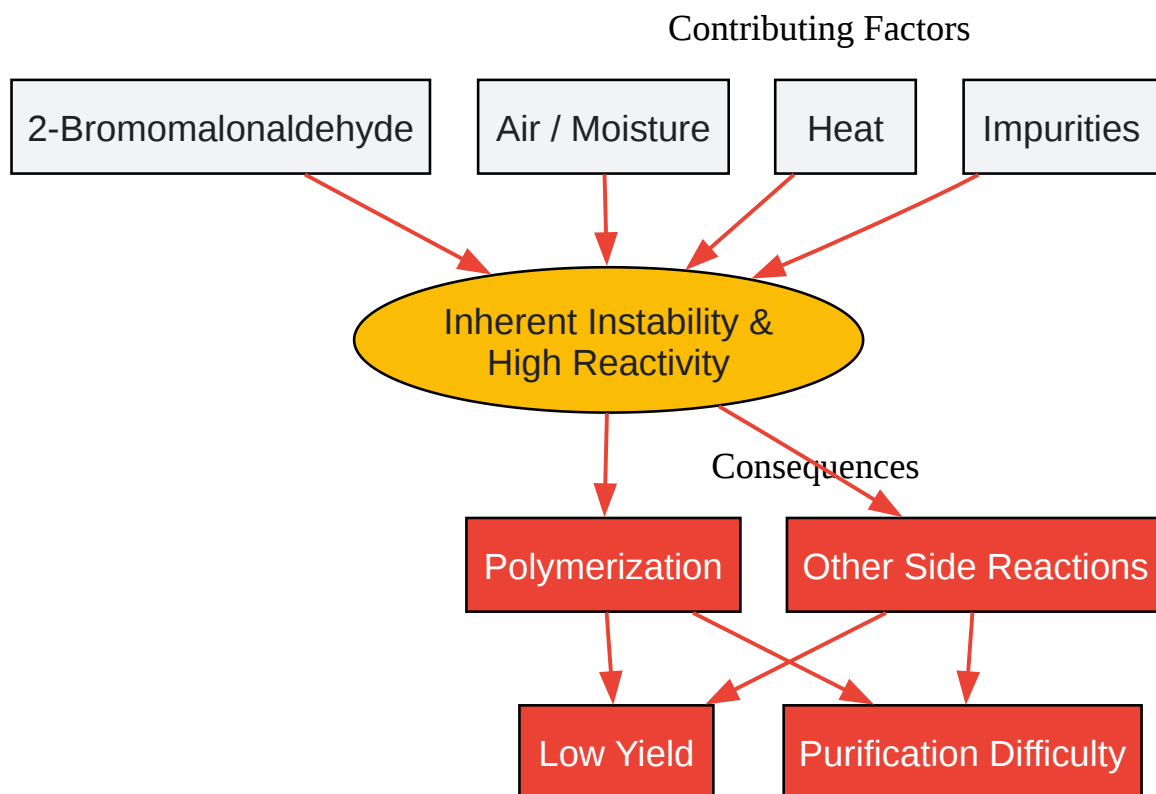 Contributing Factors
2-Bromomalonaldehyde
Air / Moisture
Heat
Impurities
Inherent Instability &
High Reactivity
Consequences
Polymerization
Other Side Reactions
Low Yield
Purification Difficulty